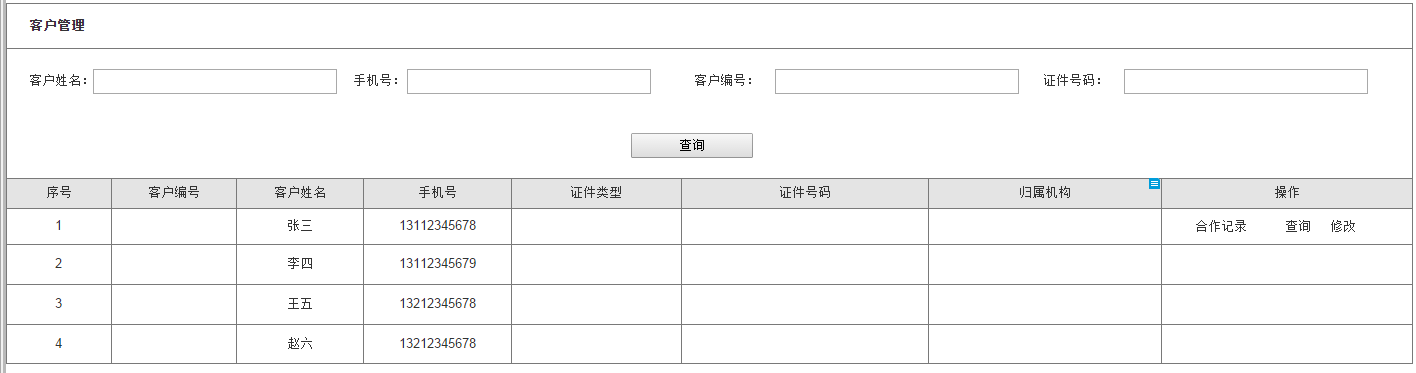 客户管理
客户姓名： 手机号： 客户编号： 证件号码：
查询
序号 客户编号 客户姓名 手机号 证件类型 证件号码 归属机构 操作
1 张三 13112345678 合作记录 查询 修改
2 李四 13112345679
3 王五 13212345678
4 赵六 13212345678